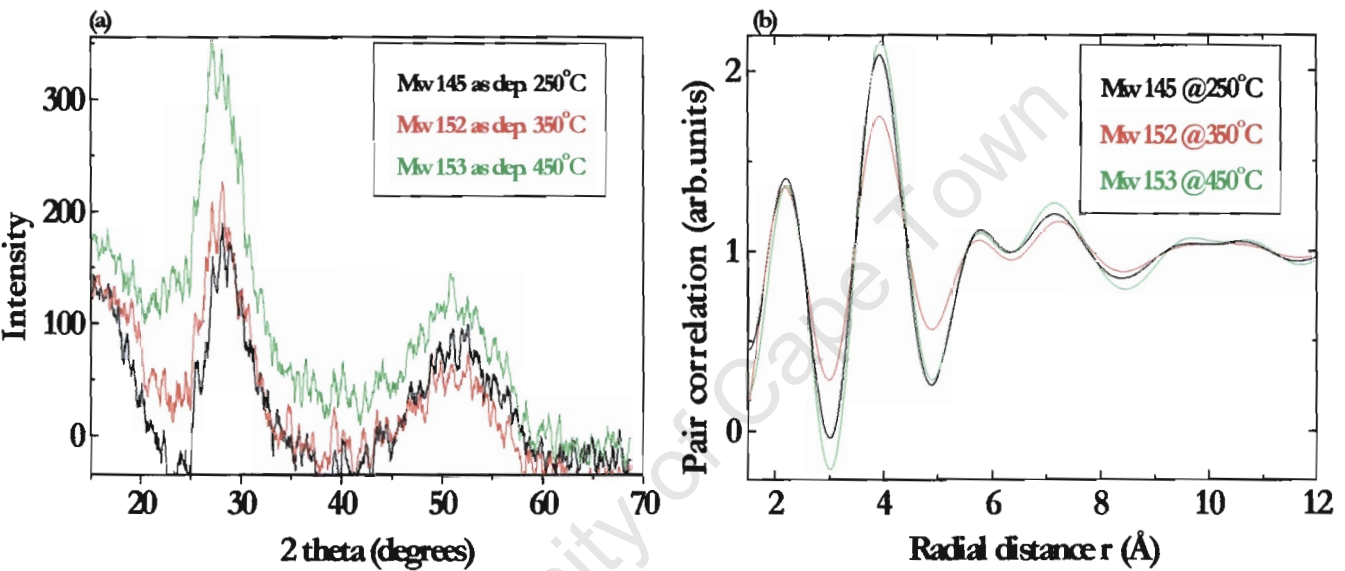 (a)
Mw 145 as dep. 250°C
Mw 152 as dep. 350°C
Mw 153 as dep. 450°C
300
200
100
0
Intensity
20 30 40 50 60 70
2 theta (degrees)
(b)
Mw 145 @250°C
Mw 152 @350°C
Mw 153 @450°C
2
1
0
Pair correlation (arb.units)
2 4 6 8 10 12
Radial distance r (Å)
University of Cape Town